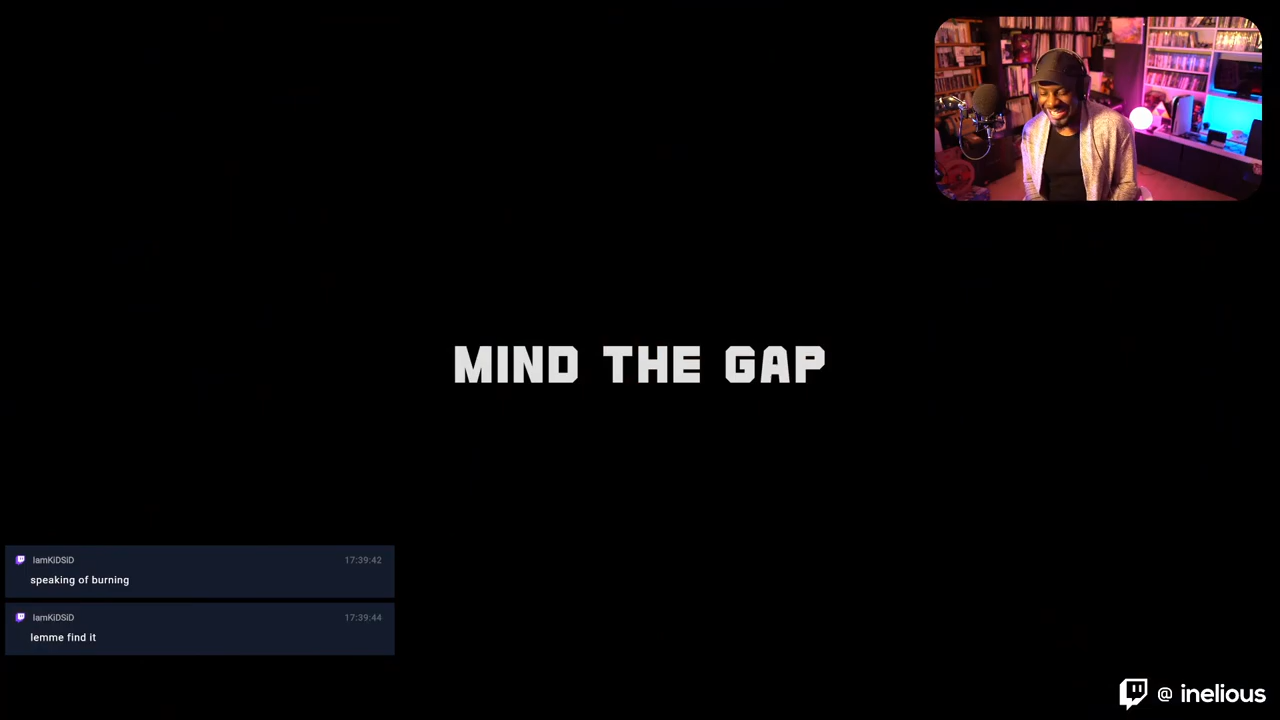 MIND THE GAP
IamKiDSiD 17:39:42
speaking of burning
IamKiDSiD 17:39:44
lemme find it
@ inelious